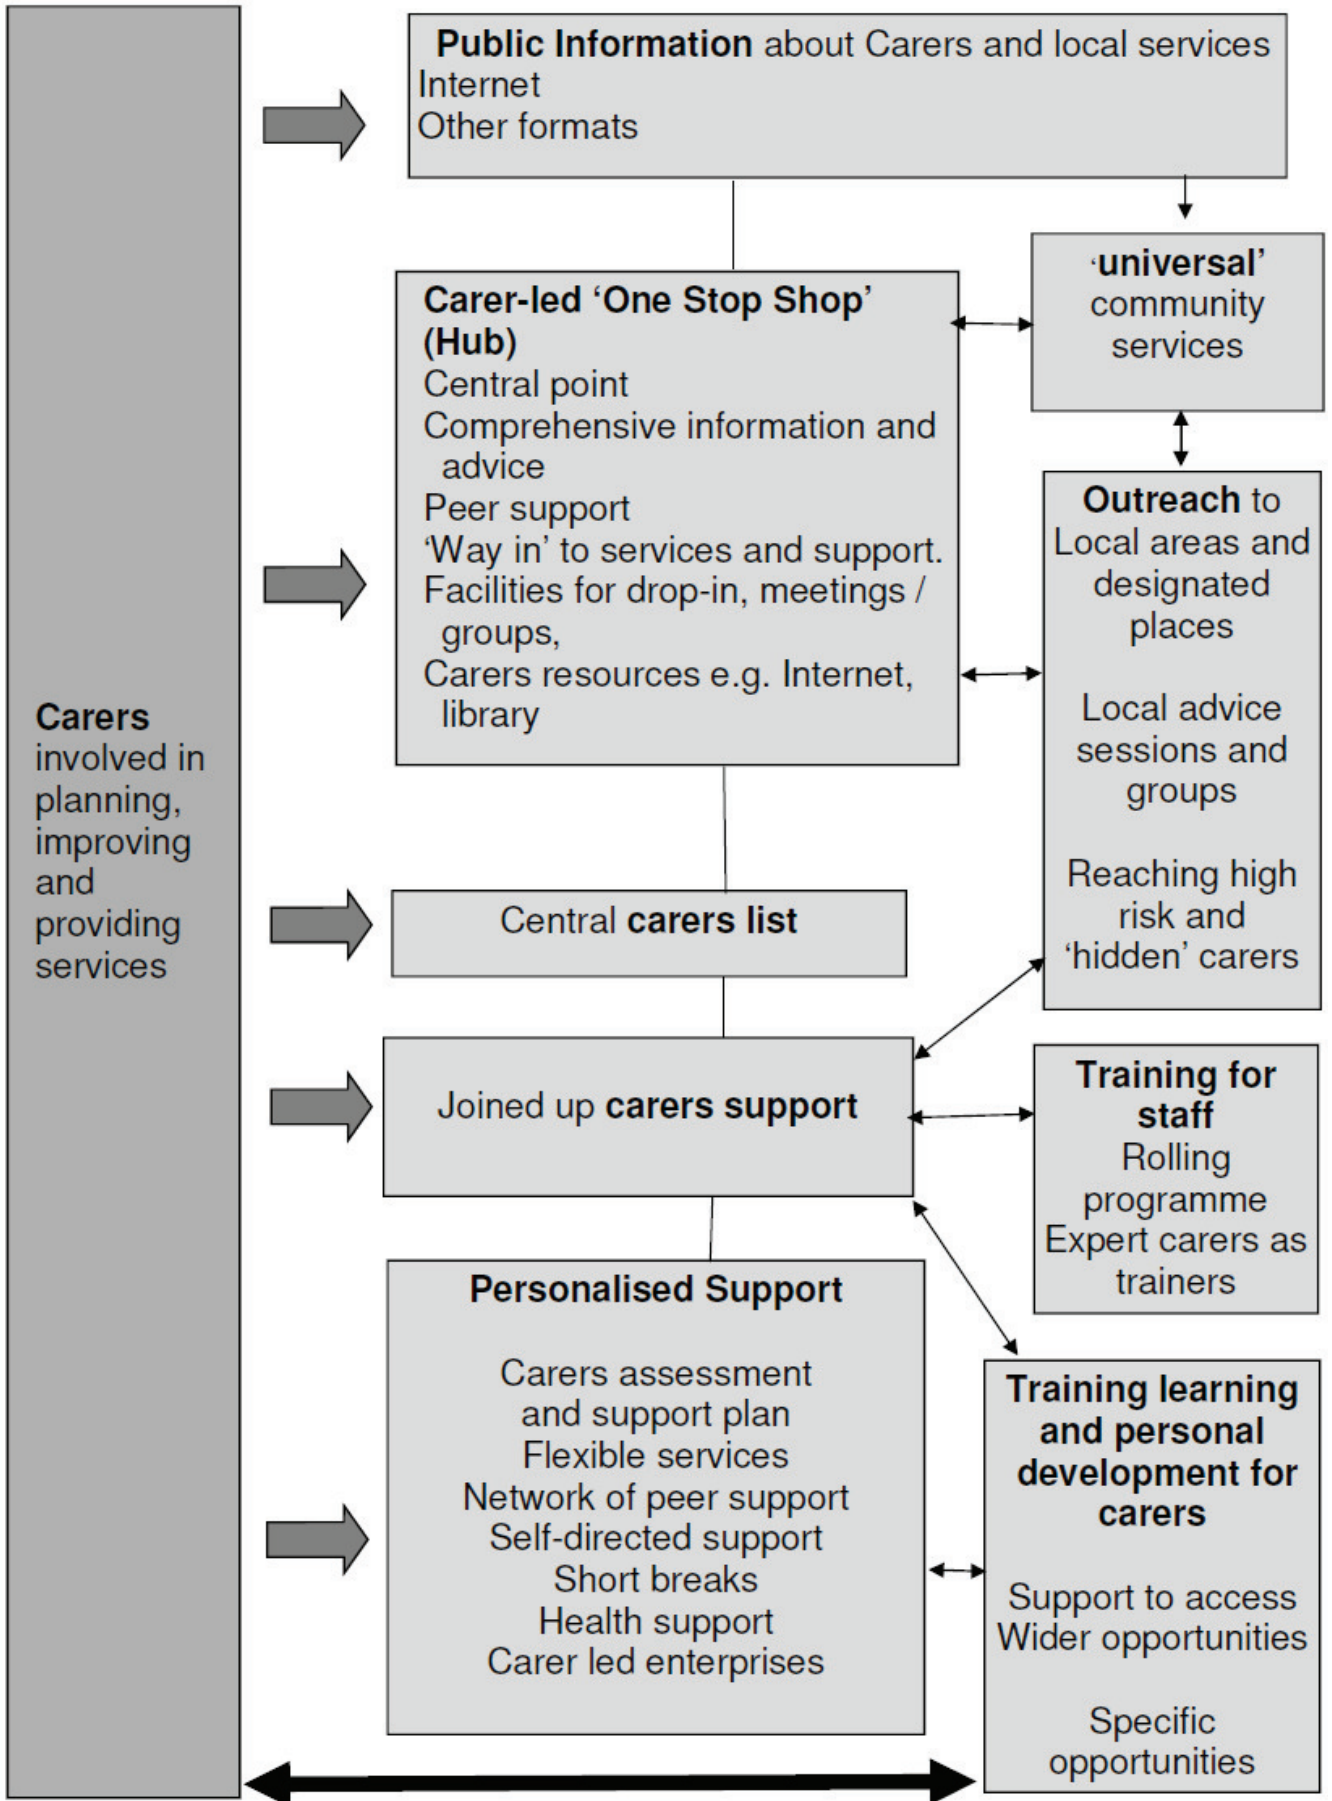 Public Information about Carers and local services
Internet
Other formats
‘universal’
community
services
Carer-led ‘One Stop Shop’
(Hub)
Central point
Comprehensive information and
advice
Peer support
‘Way in’ to services and support.
Facilities for drop-in, meetings /
groups,
Carers resources e.g. Internet,
library
Outreach to
Local areas and
designated
places
Local advice
sessions and
groups
Reaching high
risk and
‘hidden’ carers
Carers
involved in
planning,
improving
and
providing
services
Central carers list
Joined up carers support
Training for
staff
Rolling
programme
Expert carers as
trainers
Personalised Support
Carers assessment
and support plan
Flexible services
Network of peer support
Self-directed support
Short breaks
Health support
Carer led enterprises
Training learning
and personal
development for
carers
Support to access
Wider opportunities
Specific
opportunities